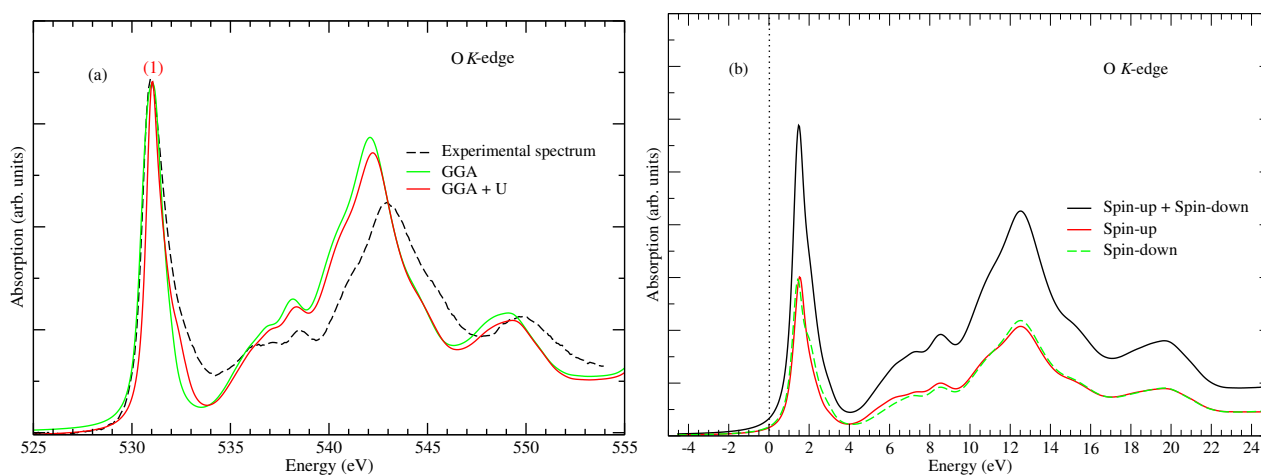 (a)
(1)
O K-edge
Experimental spectrum
GGA
GGA + U
Absorption (arb. units)
525 530 535 540 545 550 555
Energy (eV)
(b)
O K-edge
Spin-up + Spin-down
Spin-up
Spin-down
Absorption (arb. units)
-4 -2 0 2 4 6 8 10 12 14 16 18 20 22 24
Energy (eV)